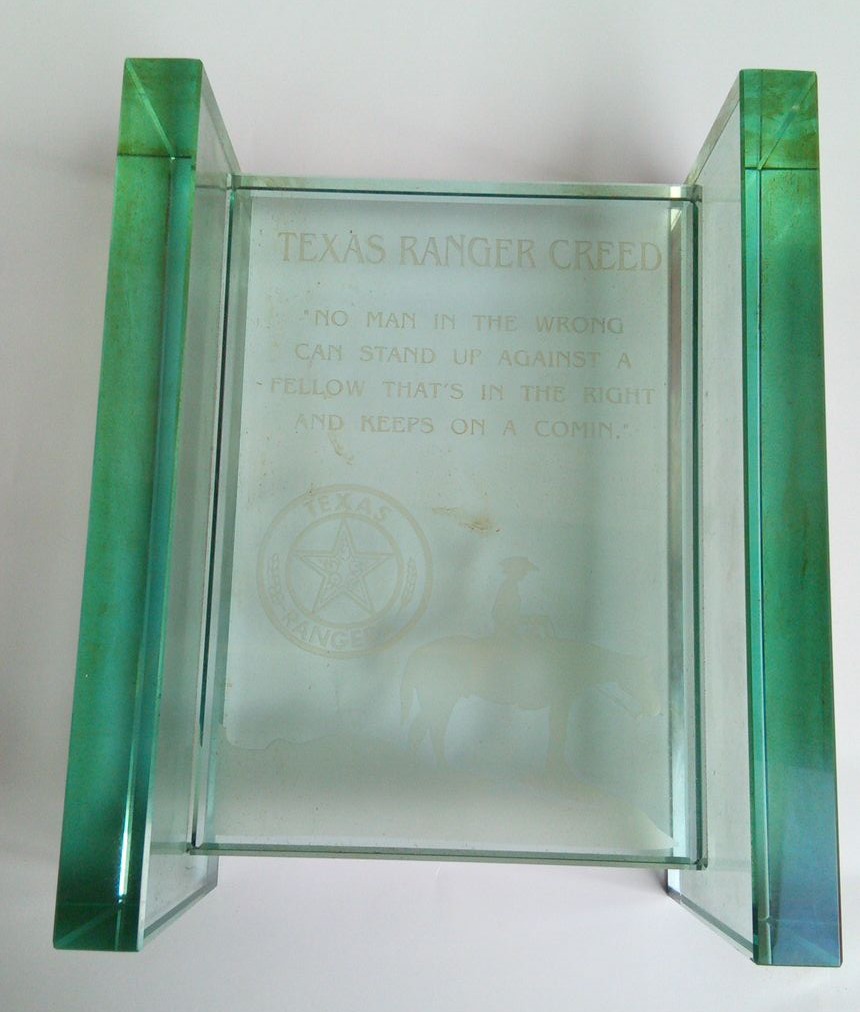 TEXAS RANGER CREED
"NO MAN IN THE WRONG
CAN STAND UP AGAINST A
FELLOW THAT'S IN THE RIGHT
AND KEEPS ON A COMIN."
TEXAS
RANGER